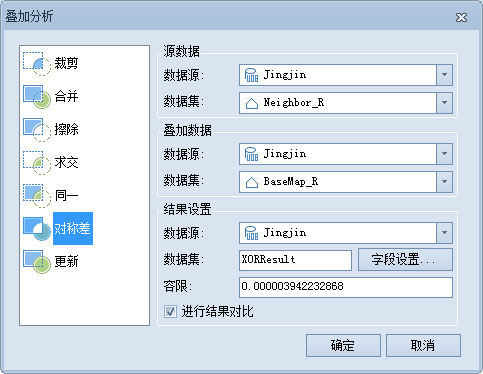 叠加分析
裁剪
合并
擦除
求交
同一
对称差
更新
源数据
数据源: Jingjin
数据集: Neighbor_R
叠加数据
数据源: Jingjin
数据集: BaseMap_R
结果设置
数据源: Jingjin
数据集: XORResult 字段设置...
容限: 0.000003942232868
进行结果对比
确定 取消